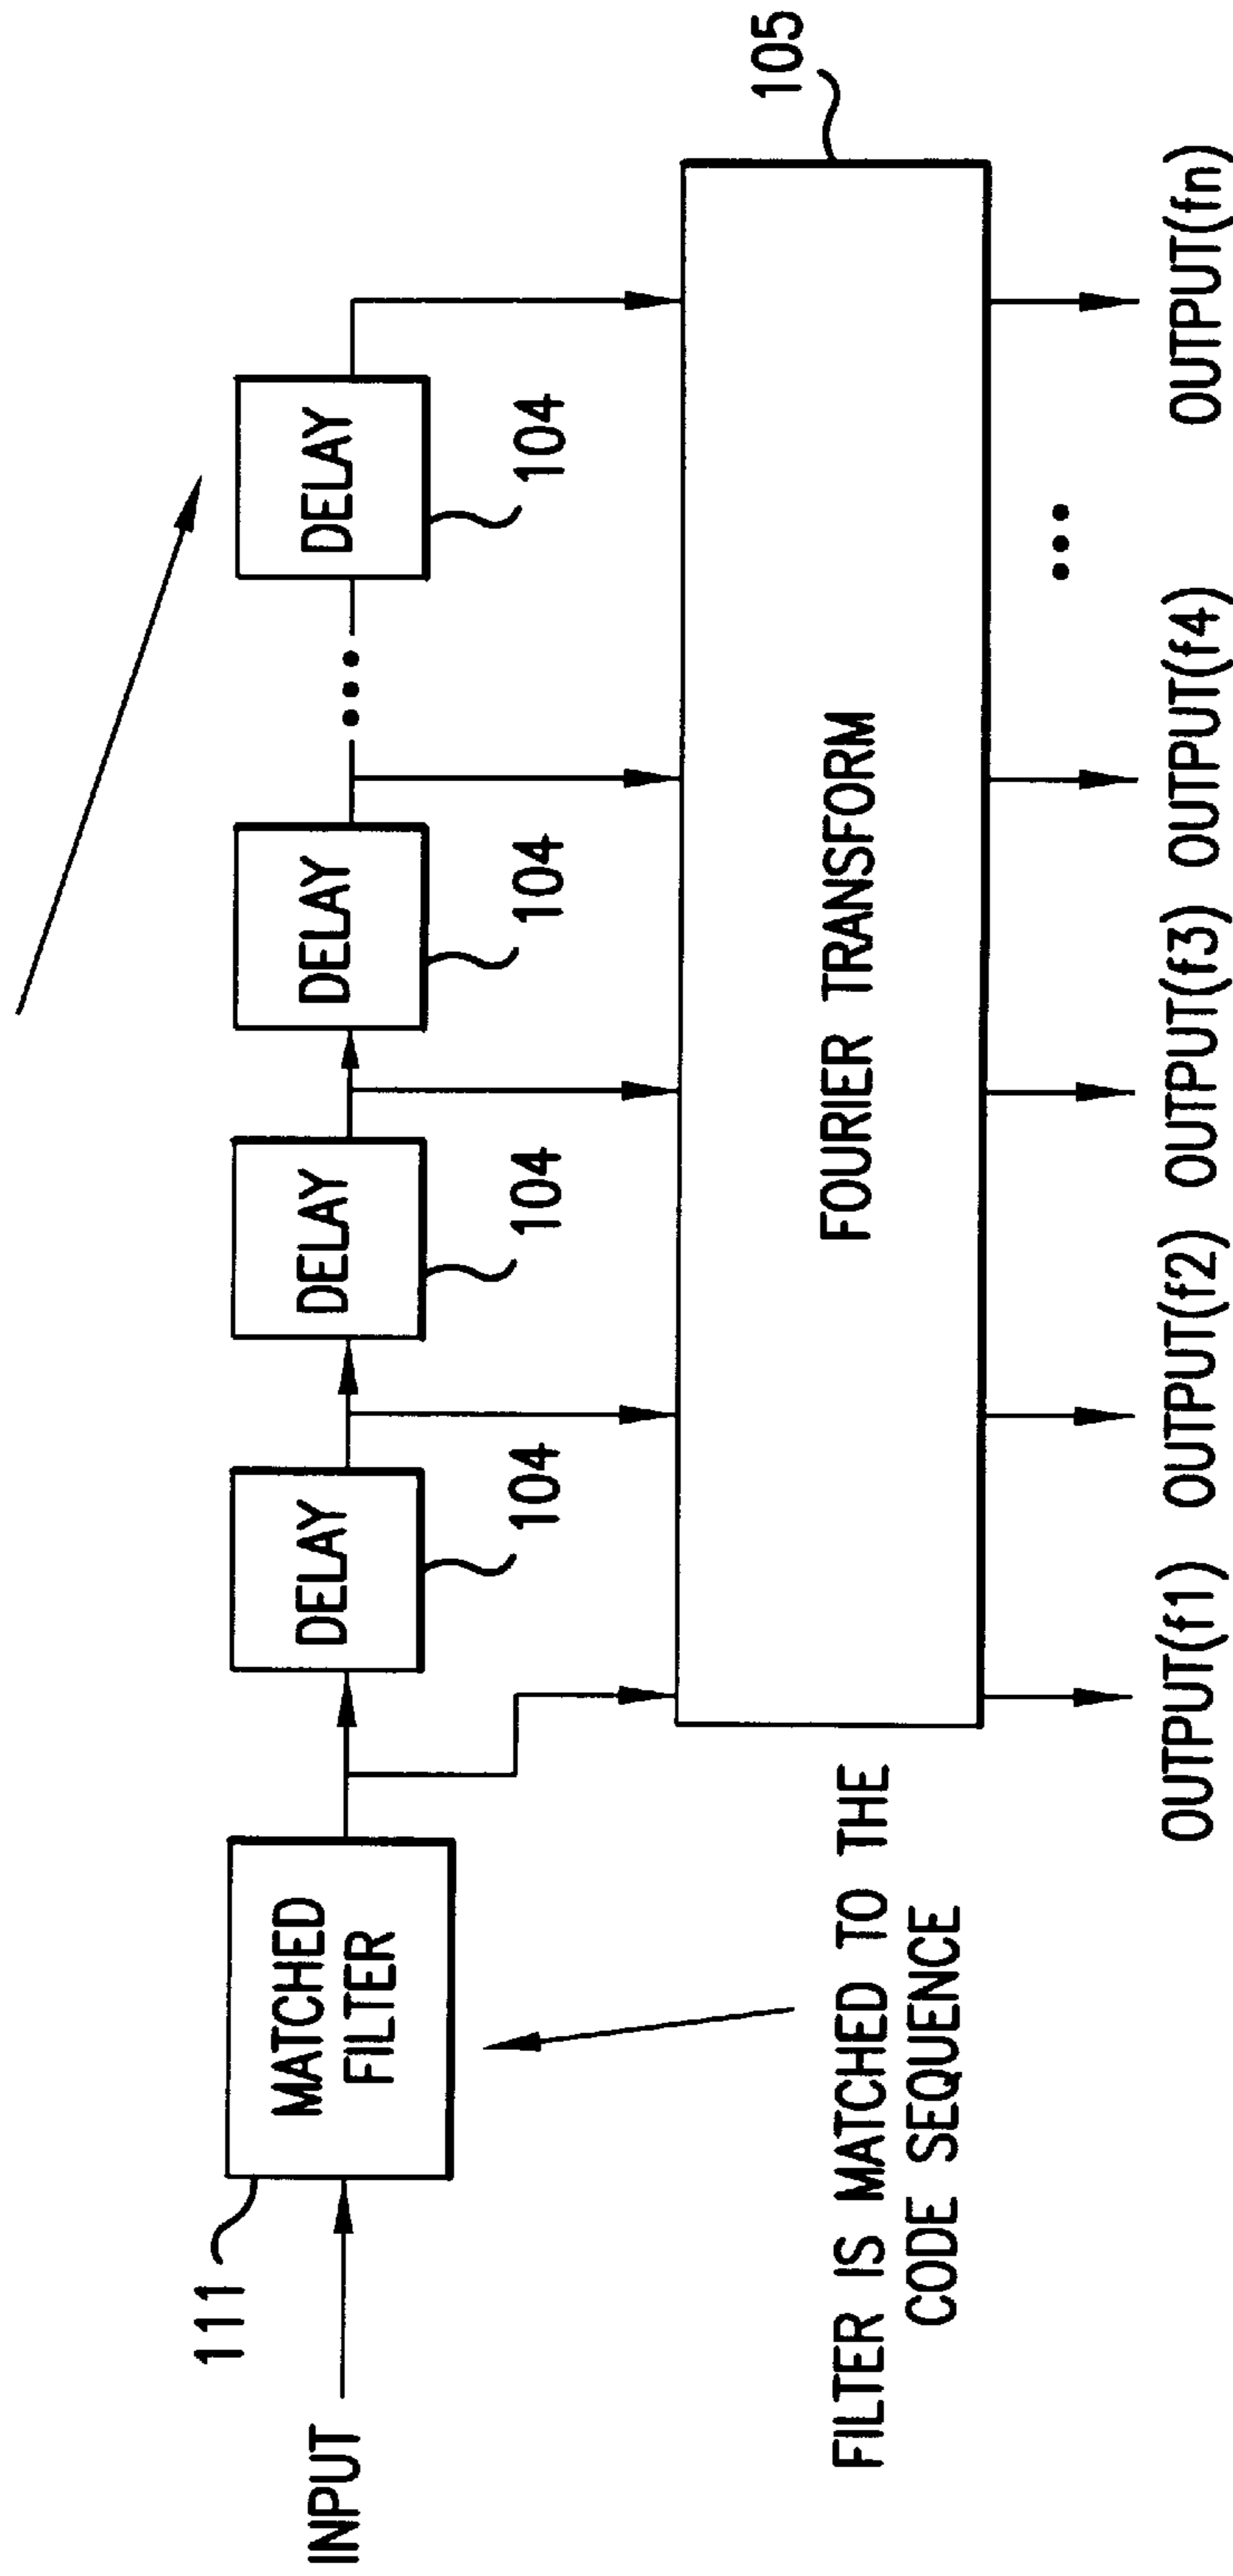 105
DELAY
DELAY
DELAY
DELAY
104
104
104
104
111
MATCHED
FILTER
INPUT
FOURIER TRANSFORM
FILTER IS MATCHED TO THE
CODE SEQUENCE
OUTPUT(f1) OUTPUT(f2) OUTPUT(f3) OUTPUT(f4) ... OUTPUT(fn)